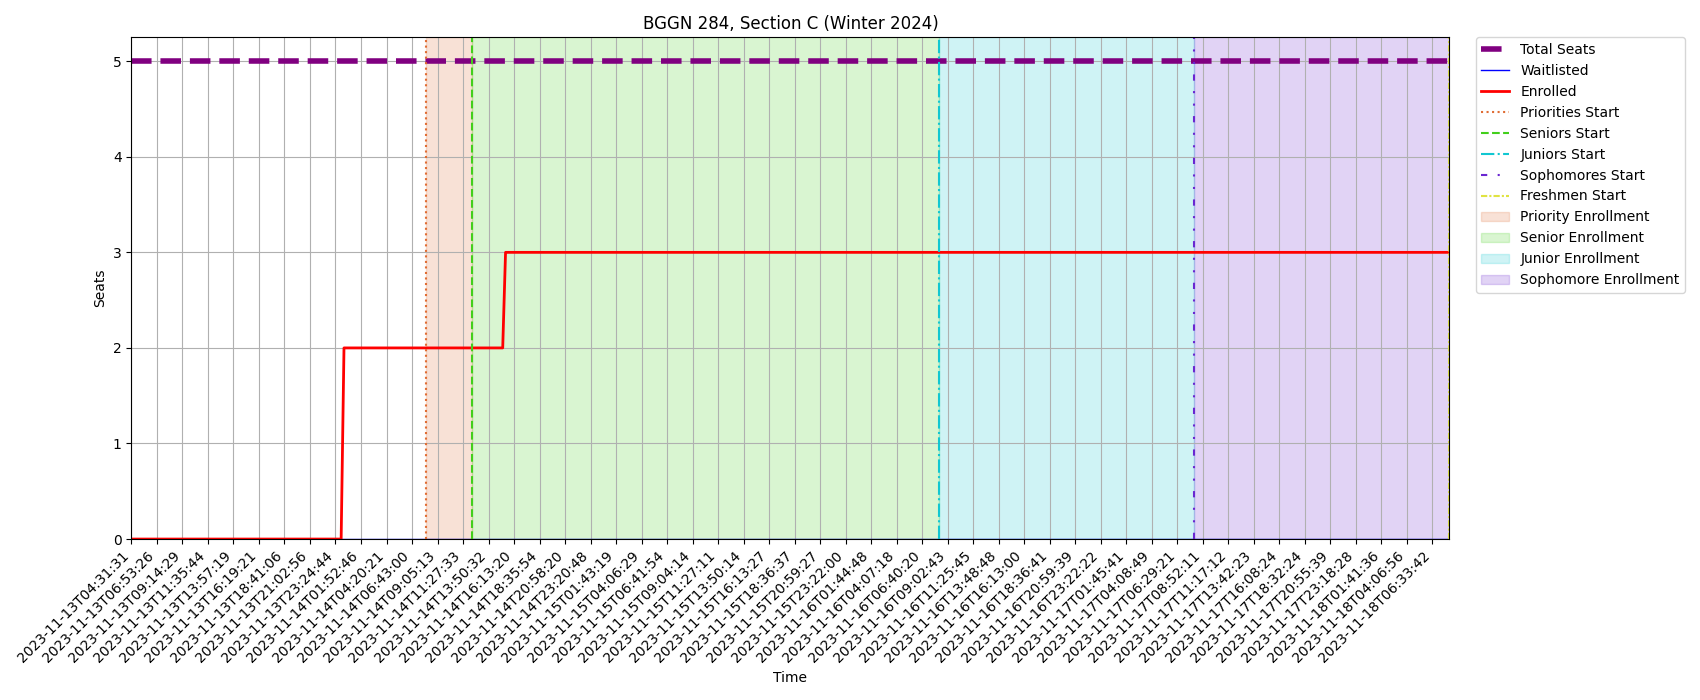 BGGN 284, Section C (Winter 2024)
Seats
5
4
3
2
1
0
2023-11-13T04:31:31
2023-11-13T06:53:26
2023-11-13T09:14:29
2023-11-13T11:35:44
2023-11-13T13:57:19
2023-11-13T16:19:21
2023-11-13T18:41:06
2023-11-13T21:02:56
2023-11-13T23:24:44
2023-11-14T01:52:46
2023-11-14T04:20:21
2023-11-14T06:43:00
2023-11-14T09:05:13
2023-11-14T11:27:33
2023-11-14T13:50:32
2023-11-14T16:13:20
2023-11-14T18:35:54
2023-11-14T20:58:20
2023-11-14T23:20:48
2023-11-15T01:43:19
2023-11-15T04:06:29
2023-11-15T06:41:54
2023-11-15T09:04:14
2023-11-15T11:27:11
2023-11-15T13:50:14
2023-11-15T16:13:27
2023-11-15T18:36:37
2023-11-15T20:59:27
2023-11-15T23:22:00
2023-11-16T01:44:48
2023-11-16T04:07:18
2023-11-16T06:40:20
2023-11-16T09:02:43
2023-11-16T11:25:45
2023-11-16T13:48:48
2023-11-16T16:13:00
2023-11-16T18:36:41
2023-11-16T20:59:39
2023-11-16T23:22:22
2023-11-17T01:45:41
2023-11-17T04:08:49
2023-11-17T06:29:21
2023-11-17T08:52:11
2023-11-17T11:17:12
2023-11-17T13:42:23
2023-11-17T16:08:24
2023-11-17T18:32:24
2023-11-17T20:55:39
2023-11-17T23:18:28
2023-11-18T01:41:36
2023-11-18T04:06:56
2023-11-18T06:33:42
Time
Total Seats
Waitlisted
Enrolled
Priorities Start
Seniors Start
Juniors Start
Sophomores Start
Freshmen Start
Priority Enrollment
Senior Enrollment
Junior Enrollment
Sophomore Enrollment